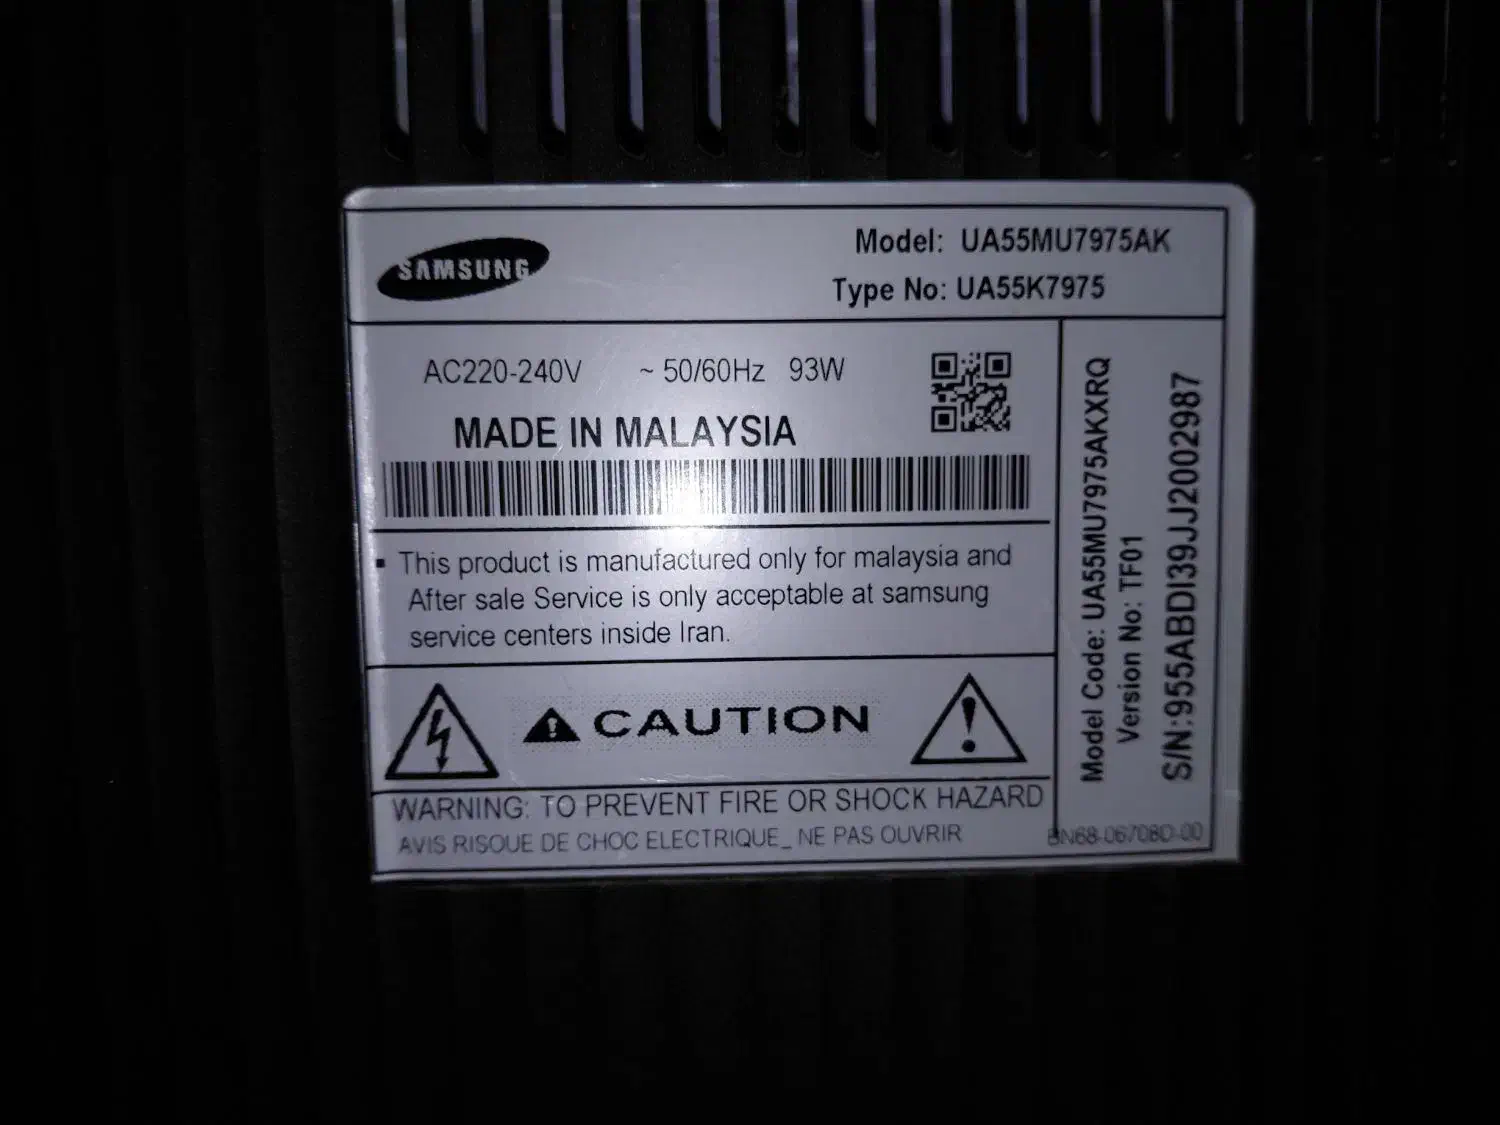 SAMSUNG
Model: UA55MU7975AK
Type No: UA55K7975
AC220-240V ~ 50/60Hz 93W
MADE IN MALAYSIA
▪ This product is manufactured only for malaysia and
After sale Service is only acceptable at samsung
service centers inside Iran.
CAUTION
WARNING: TO PREVENT FIRE OR SHOCK HAZARD
AVIS RISOUE DE CHOC ELECTRIQUE_ NE PAS OUVRIR
Model Code: UA55MU7975AKXRQ
Version No: TF01
S/N:955ABDI39JJ2002987
BN68-06708D-00